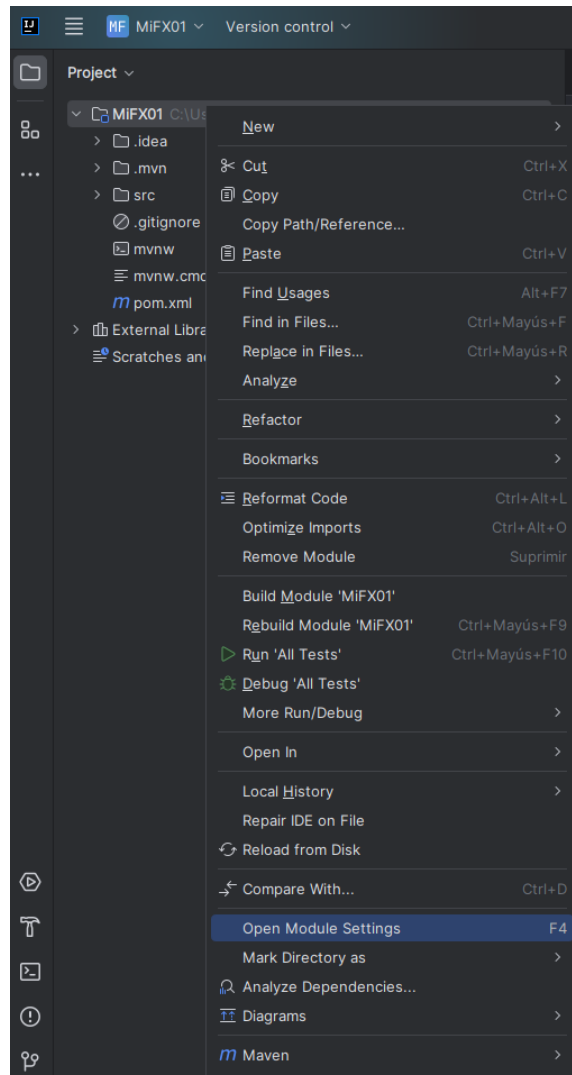 IJ
MF MiFX01 Version control
Project
MiFX01 C:\Us
.idea
.mvn
src
.gitignore
mvnw
mvnw.cmd
m pom.xml
External Libra
Scratches and
New
Cut Ctrl+X
Copy Ctrl+C
Copy Path/Reference...
Paste Ctrl+V
Find Usages Alt+F7
Find in Files... Ctrl+Mayús+F
Replace in Files... Ctrl+Mayús+R
Analyze
Refactor
Bookmarks
Reformat Code Ctrl+Alt+L
Optimize Imports Ctrl+Alt+O
Remove Module Suprimir
Build Module 'MiFX01'
Rebuild Module 'MiFX01' Ctrl+Mayús+F9
Run 'All Tests' Ctrl+Mayús+F10
Debug 'All Tests'
More Run/Debug
Open In
Local History
Repair IDE on File
Reload from Disk
Compare With... Ctrl+D
Open Module Settings F4
Mark Directory as
Analyze Dependencies...
Diagrams
m Maven